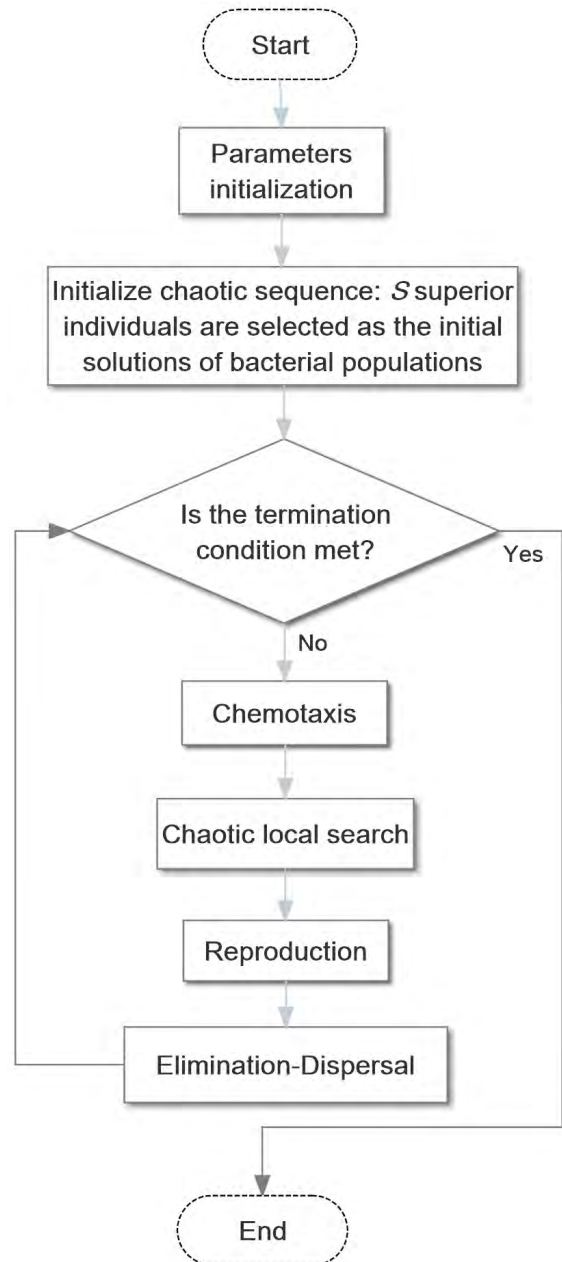 Start
Parameters
initialization
Initialize chaotic sequence: S superior
individuals are selected as the initial
solutions of bacterial populations
Is the termination
condition met?
Yes
No
Chemotaxis
Chaotic local search
Reproduction
Elimination-Dispersal
End